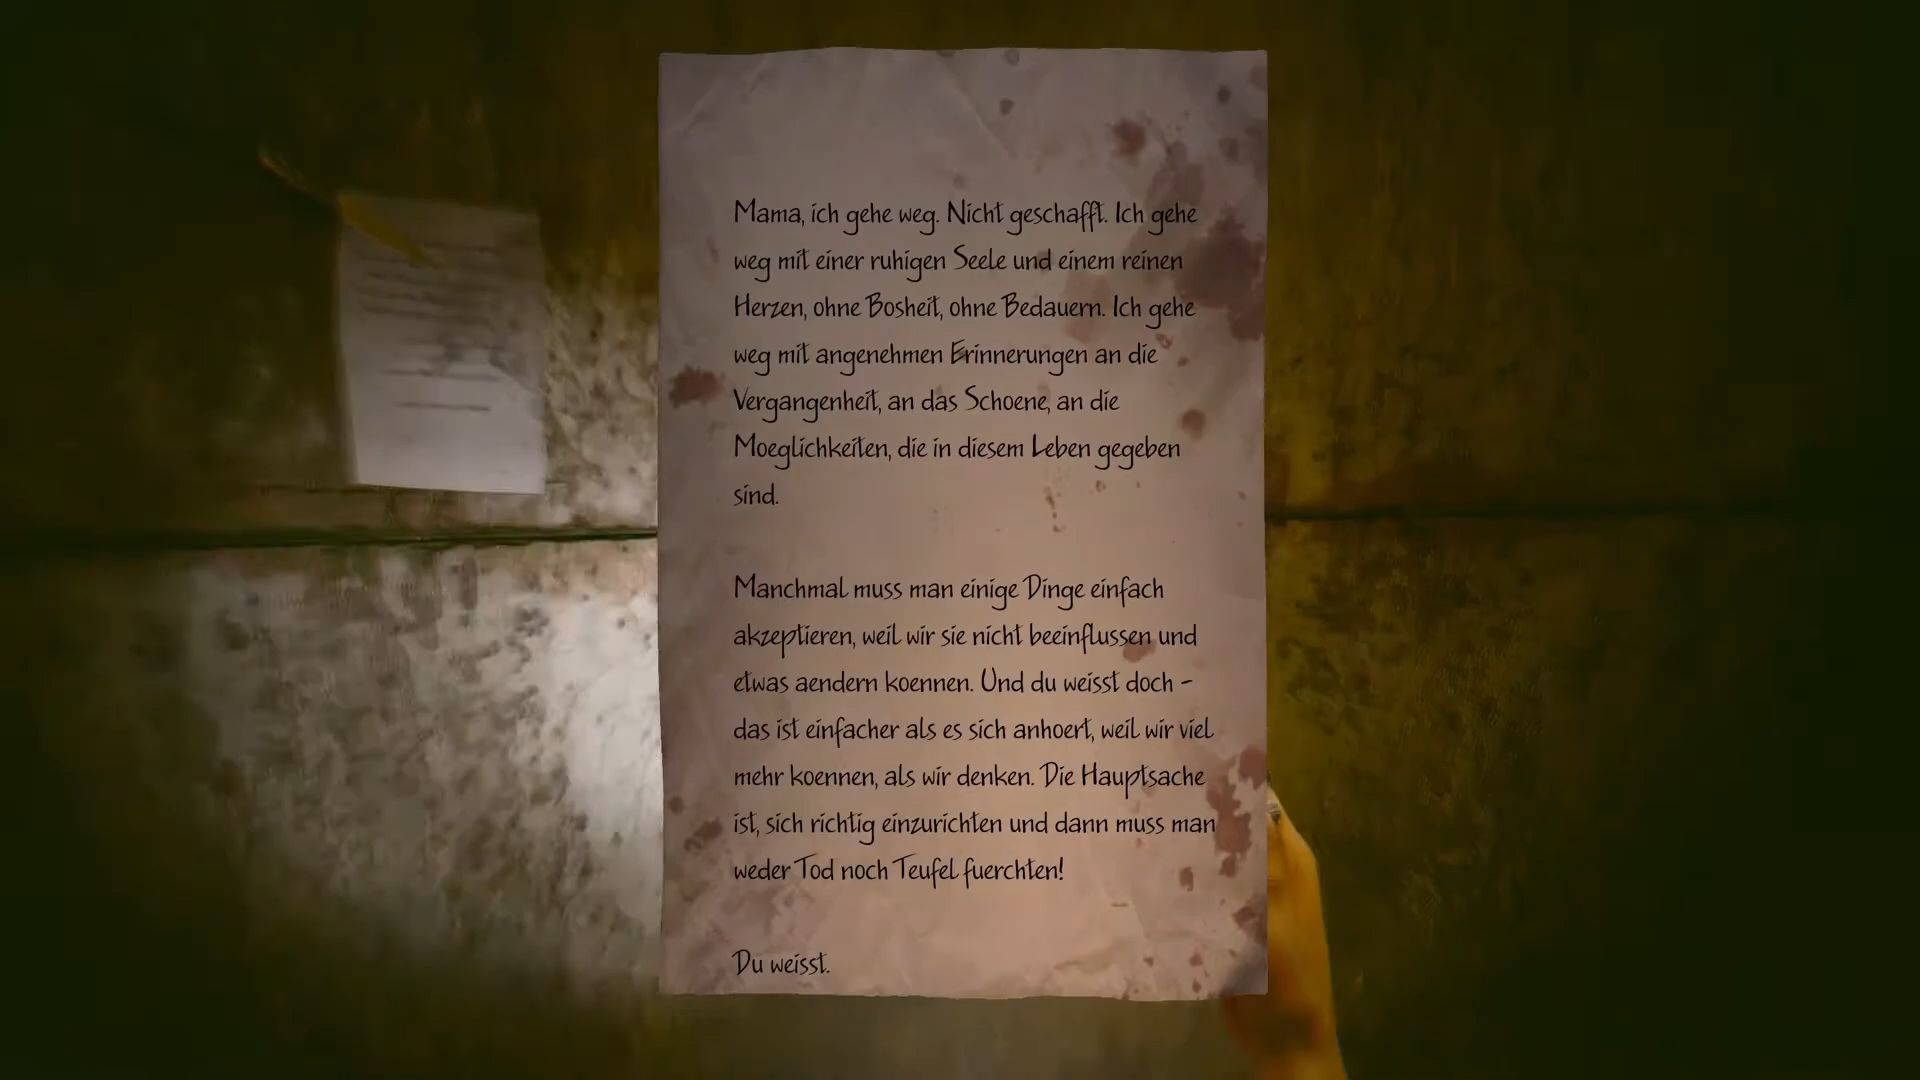 Mama, ich gehe weg. Nicht geschafft. Ich gehe
weg mit einer ruhigen Seele und einem reinen
Herzen, ohne Bosheit, ohne Bedauern. Ich gehe
weg mit angenehmen Erinnerungen an die
Vergangenheit, an das Schoene, an die
Moeglichkeiten, die in diesem Leben gegeben
sind.
Manchmal muss man einige Dinge einfach
akzeptieren, weil wir sie nicht beeinflussen und
etwas aendern koennen. Und du weisst doch -
das ist einfacher als es sich anhoert, weil wir viel
mehr koennen, als wir denken. Die Hauptsache
ist, sich richtig einzurichten und dann muss man
weder Tod noch Teufel fuerchten!
Du weisst.